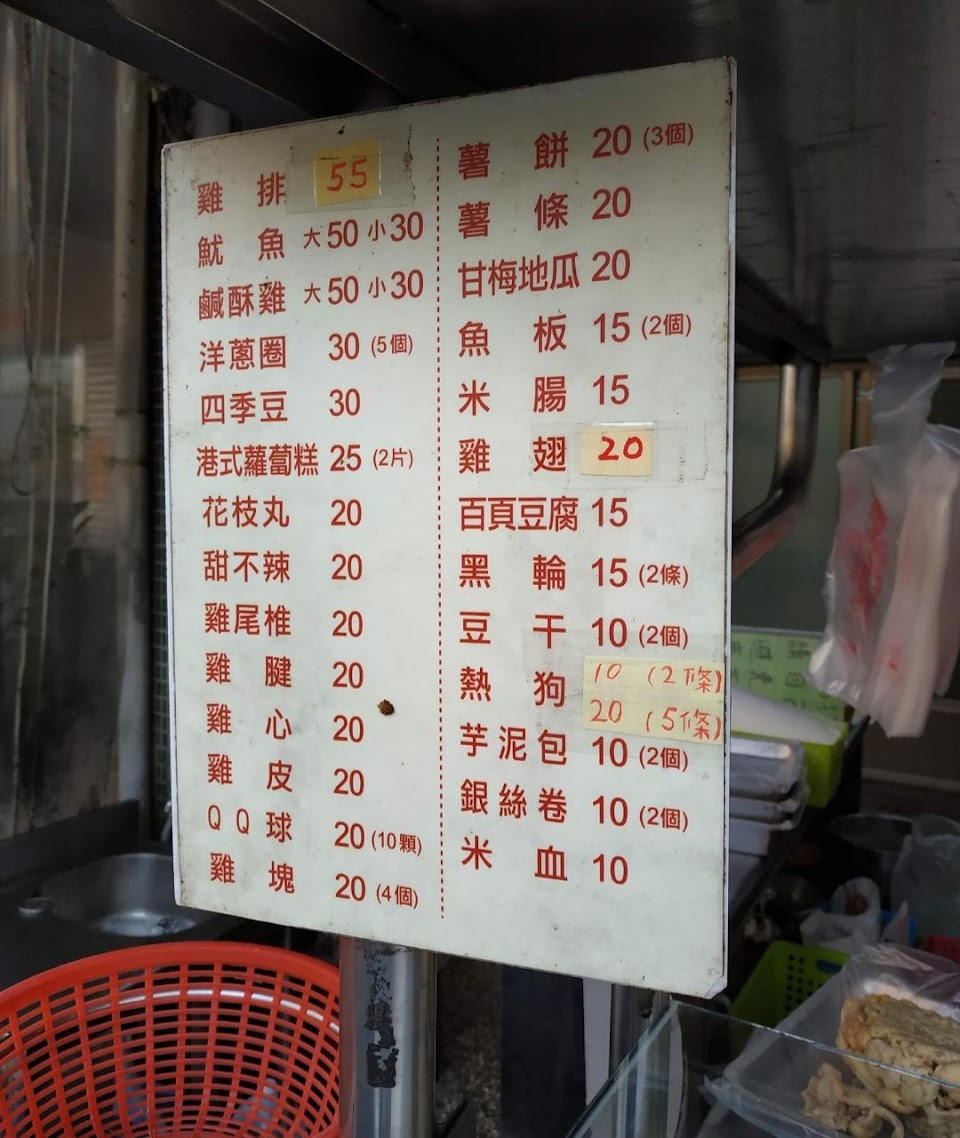 雞排 55
魷魚 大50 小30
鹹酥雞 大50 小30
洋蔥圈 30 (5個)
四季豆 30
港式蘿蔔糕 25 (2片)
花枝丸 20
甜不辣 20
雞尾椎 20
雞腱 20
雞心 20
雞皮 20
QQ球 20 (10顆)
雞塊 20 (4個)
薯餅 20 (3個)
薯條 20
甘梅地瓜 20
魚板 15 (2個)
米腸 15
雞翅 20
百頁豆腐 15
黑輪 15 (2條)
豆干 10 (2個)
熱狗 10 (2條)
20 (5條)
芋泥包 10 (2個)
銀絲卷 10 (2個)
米血 10